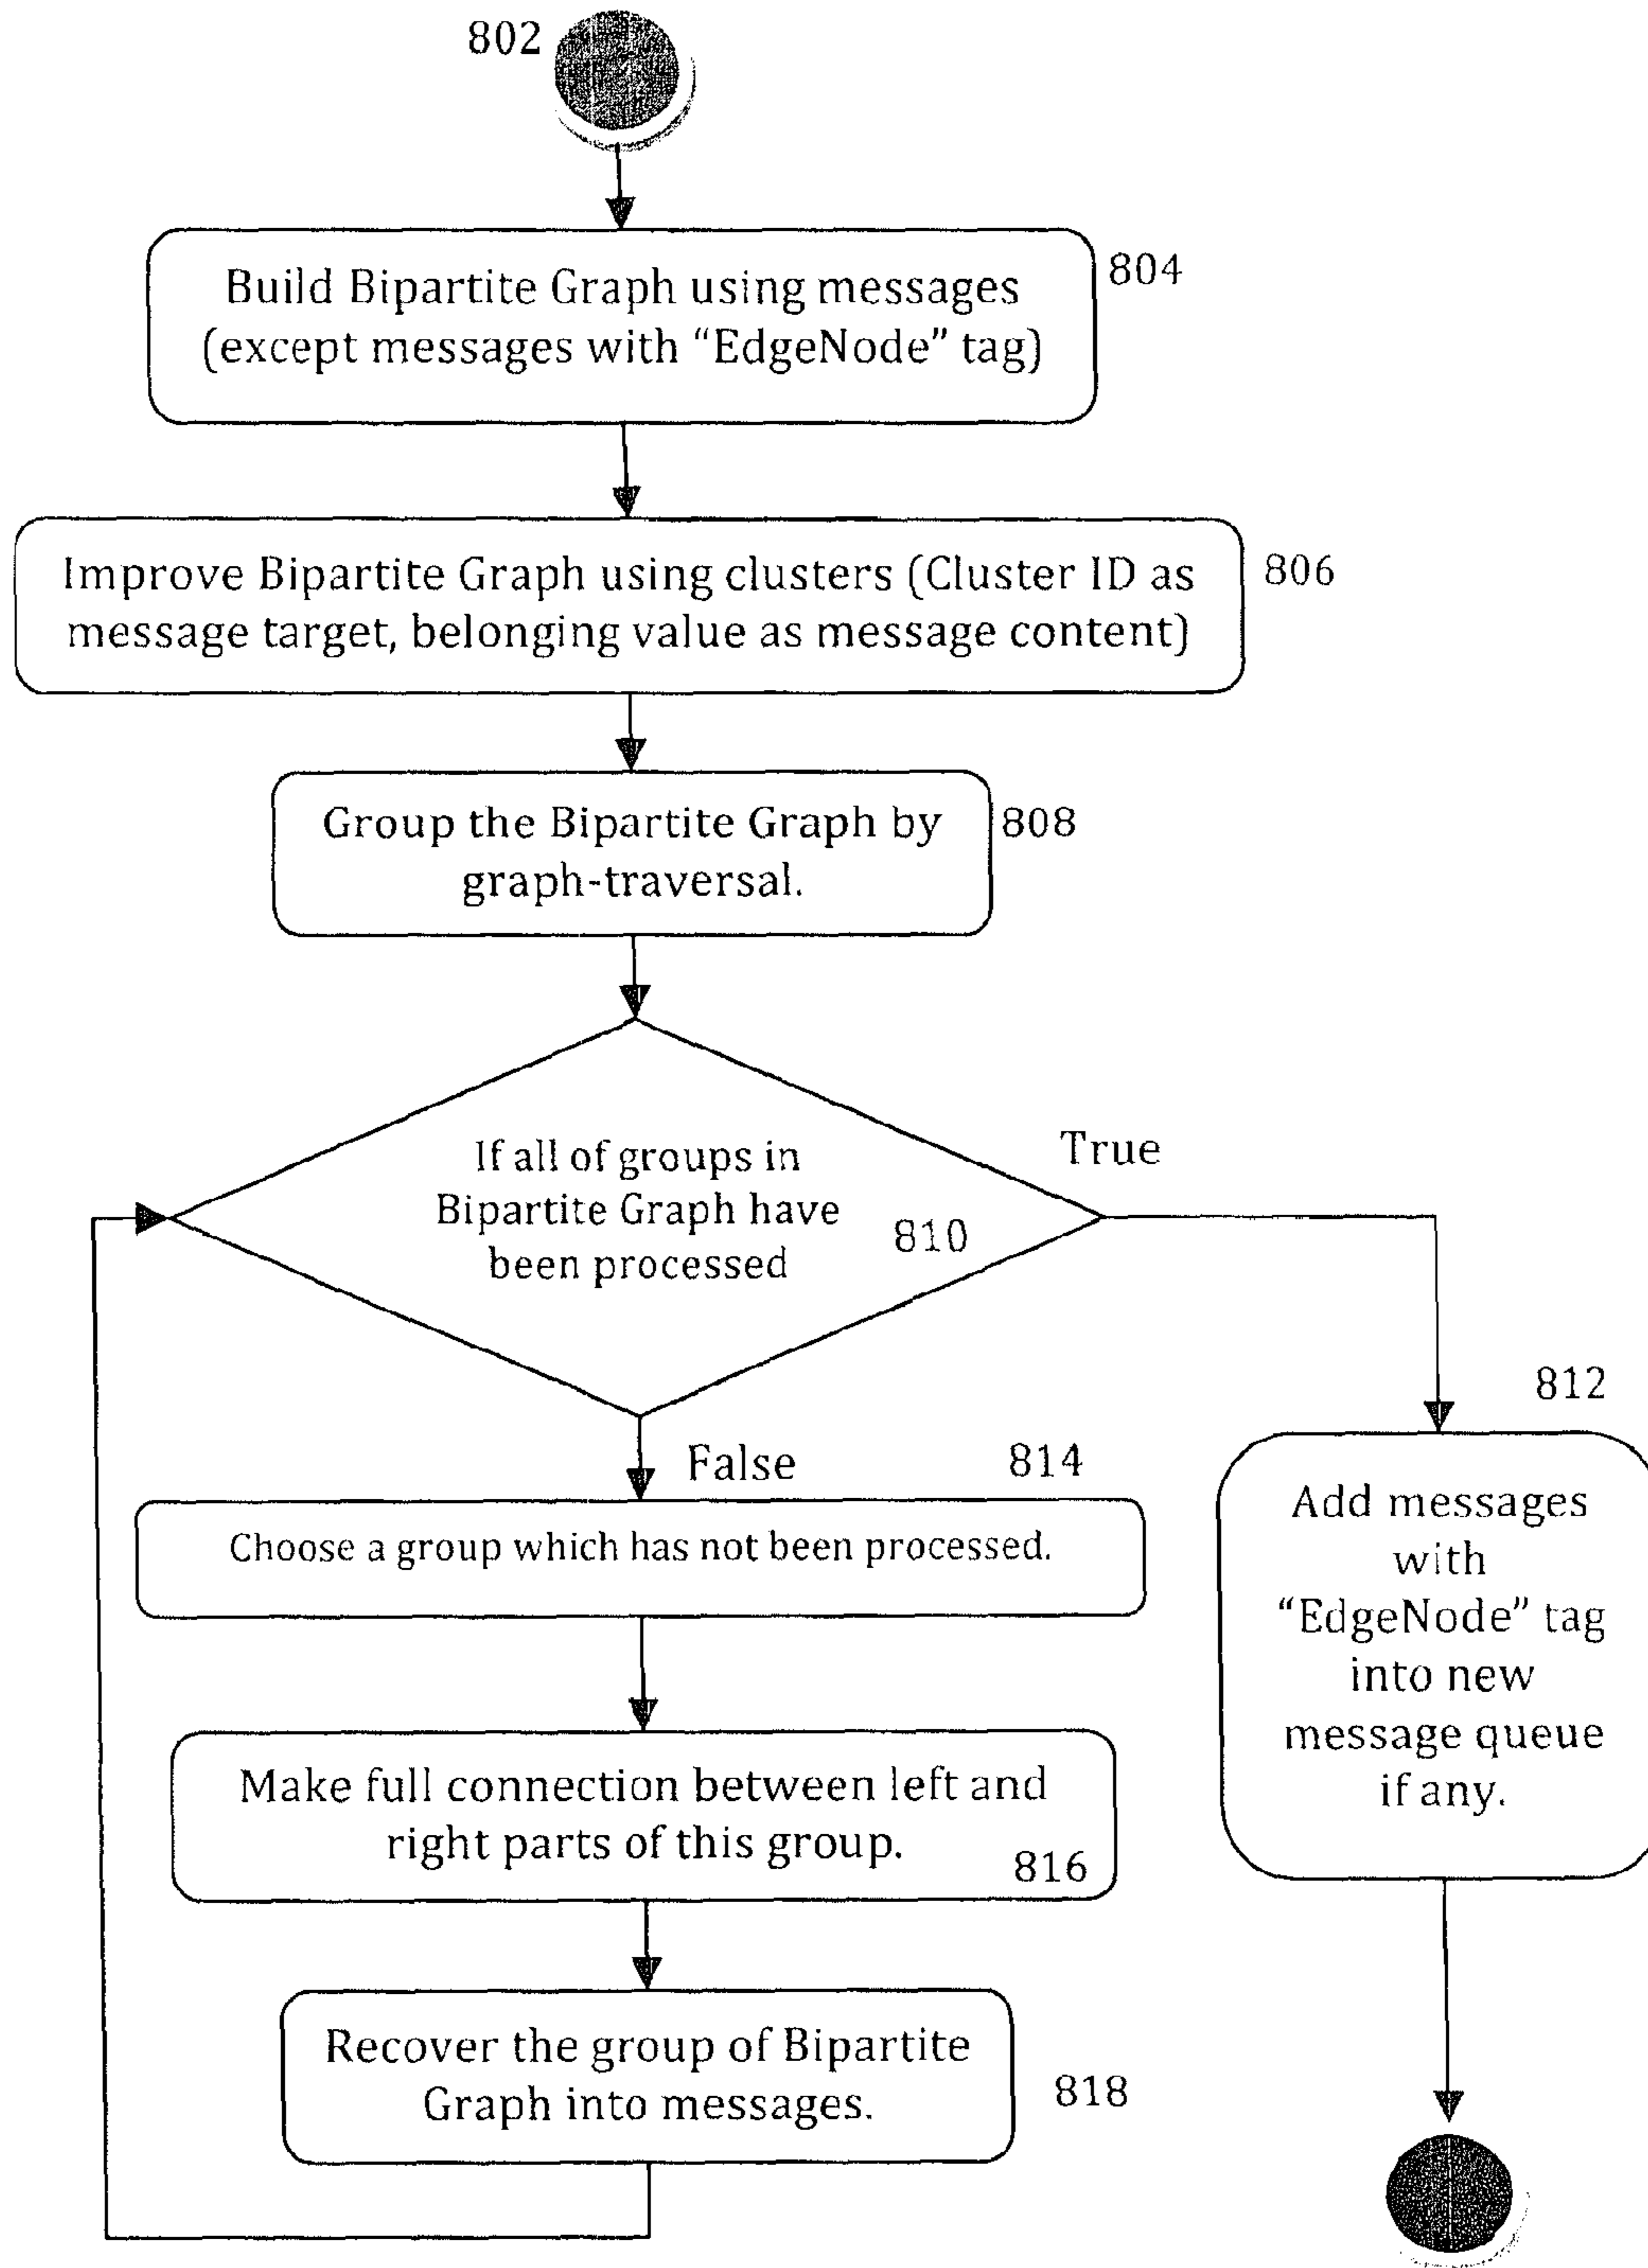 802
Build Bipartite Graph using messages
(except messages with “EdgeNode” tag)
804
Improve Bipartite Graph using clusters (Cluster ID as
message target, belonging value as message content)
806
Group the Bipartite Graph by
graph-traversal.
808
If all of groups in
Bipartite Graph have
been processed
810
True
False
812
Add messages
with
“EdgeNode” tag
into new
message queue
if any.
814
Choose a group which has not been processed.
Make full connection between left and
right parts of this group.
816
Recover the group of Bipartite
Graph into messages.
818